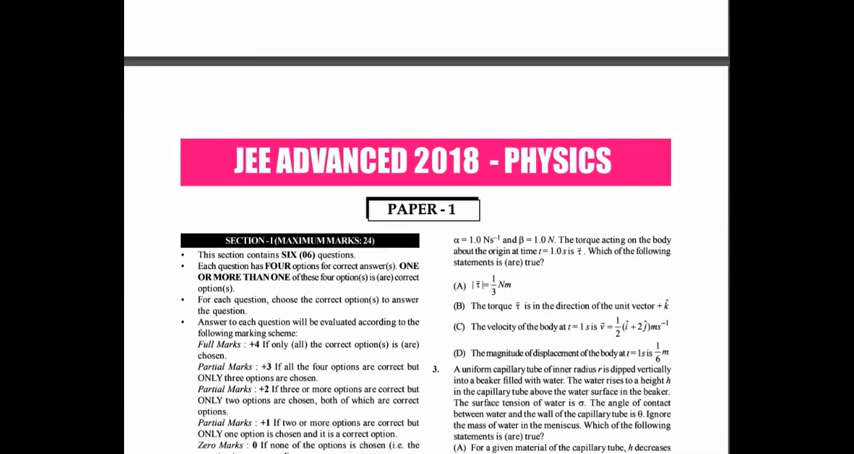 JEE ADVANCED 2018 - PHYSICS
PAPER - 1
SECTION - I (MAXIMUM MARKS: 24)
• This section contains SIX (06) questions.
• Each question has FOUR options for correct answer(s). ONE
OR MORE THAN ONE of these four option(s) is (are) correct
option(s).
• For each question, choose the correct option(s) to answer
the question.
• Answer to each question will be evaluated according to the
following marking scheme:
Full Marks : +4 If only (all) the correct option(s) is (are)
chosen.
Partial Marks : +3 If all the four options are correct but
ONLY three options are chosen.
Partial Marks : +2 If three or more options are correct but
ONLY two options are chosen, both of which are correct
options.
Partial Marks : +1 If two or more options are correct but
ONLY one option is chosen and it is a correct option.
Zero Marks : 0 If none of the options is chosen (i.e. the
α = 1.0 Ns⁻¹ and β = 1.0 N. The torque acting on the body
about the origin at time t = 1.0 s is τ⃗ . Which of the following
statements is (are) true?
(A) |τ⃗| = 1/3 Nm
(B) The torque τ⃗ is in the direction of the unit vector + k̂
(C) The velocity of the body at t = 1 s is v⃗ = 1/2 (î + 2ĵ) ms⁻¹
(D) The magnitude of displacement of the body at t = 1s is 1/6 m
3. A uniform capillary tube of inner radius r is dipped vertically
into a beaker filled with water. The water rises to a height h
in the capillary tube above the water surface in the beaker.
The surface tension of water is σ. The angle of contact
between water and the wall of the capillary tube is θ. Ignore
the mass of water in the meniscus. Which of the following
statements is (are) true?
(A) For a given material of the capillary tube, h decreases